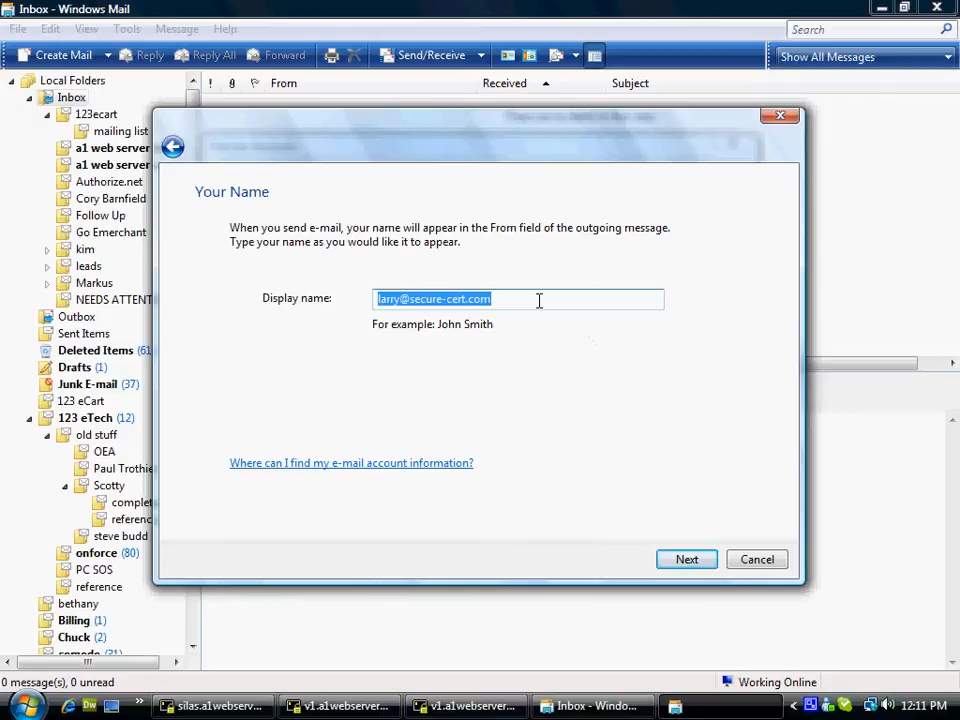 Inbox - Windows Mail
File Edit View Tools Message Help
Search
Create Mail Reply Reply All Forward Send/Receive
Show All Messages
! From Received Subject
Local Folders
Inbox
123ecart
mailing list
a1 web server
a1 web server
Authorize.net
Cory Barnfield
Follow Up
Go Emerchant
kim
leads
Markus
NEEDS ATTENT
Outbox
Sent Items
Deleted Items (61
Drafts (1)
Junk E-mail (37)
123 eCart
123 eTech (12)
old stuff
OEA
Paul Trothie
Scotty
complet
referenc
steve budd
onforce (80)
PC SOS
reference
bethany
Billing (1)
Chuck (2)
comodo (31)
Your Name
When you send e-mail, your name will appear in the From field of the outgoing message.
Type your name as you would like it to appear.
Display name: larry@secure-cert.com
For example: John Smith
Where can I find my e-mail account information?
Next Cancel
0 message(s), 0 unread
Working Online
silas.a1webserv... v1.a1webserver... v1.a1webserver... Inbox - Windo...
12:11 PM